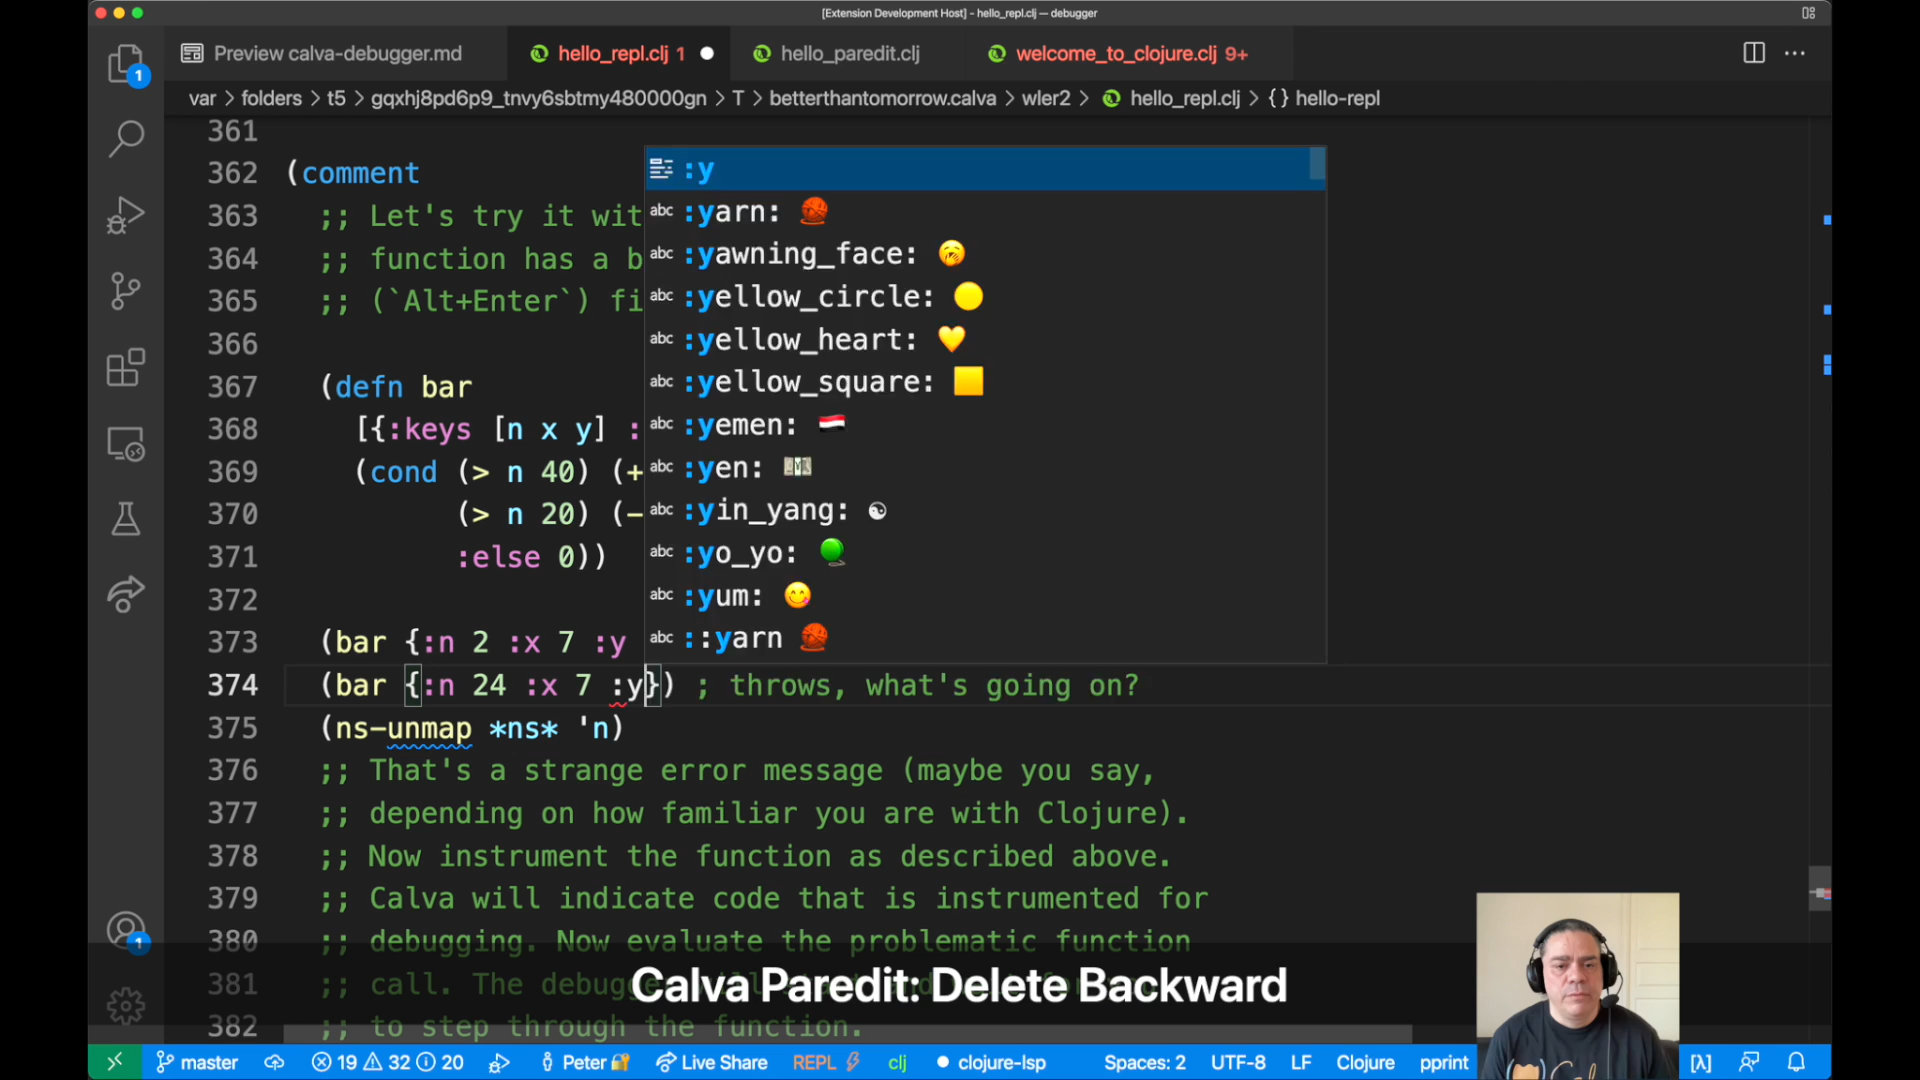 [Extension Development Host] - hello_repl.clj — debugger
Preview calva-debugger.md
hello_repl.clj 1
hello_paredit.clj
welcome_to_clojure.clj 9+
var > folders > t5 > gqxhj8pd6p9_tnvy6sbtmy480000gn > T > betterthantomorrow.calva > wler2 > hello_repl.clj > {} hello-repl
361
362 (comment
363 ;; Let's try it wit
364 ;; function has a b
365 ;; (`Alt+Enter`) fi
366
367 (defn bar
368 [{:keys [n x y] :
369 (cond (> n 40) (+
370 (> n 20) (-
371 :else 0))
372
373 (bar {:n 2 :x 7 :y
374 (bar {:n 24 :x 7 :y}) ; throws, what's going on?
375 (ns-unmap *ns* 'n)
376 ;; That's a strange error message (maybe you say,
377 ;; depending on how familiar you are with Clojure).
378 ;; Now instrument the function as described above.
379 ;; Calva will indicate code that is instrumented for
380 ;; debugging. Now evaluate the problematic function
381 ;; call. The debugge
382 ;; to step through the function.
:y
abc :yarn: 🧶
abc :yawning_face: 🥱
abc :yellow_circle: 🟡
abc :yellow_heart: 💛
abc :yellow_square: 🟨
abc :yemen: 🇾🇪
abc :yen: 💴
abc :yin_yang: ☯
abc :yo_yo: 🪀
abc :yum: 😋
abc ::yarn 🧶
Calva Paredit: Delete Backward
1
1
master
19 32 20
Peter 🔐
Live Share
REPL
clj
clojure-lsp
Spaces: 2
UTF-8
LF
Clojure
pprint
[λ]